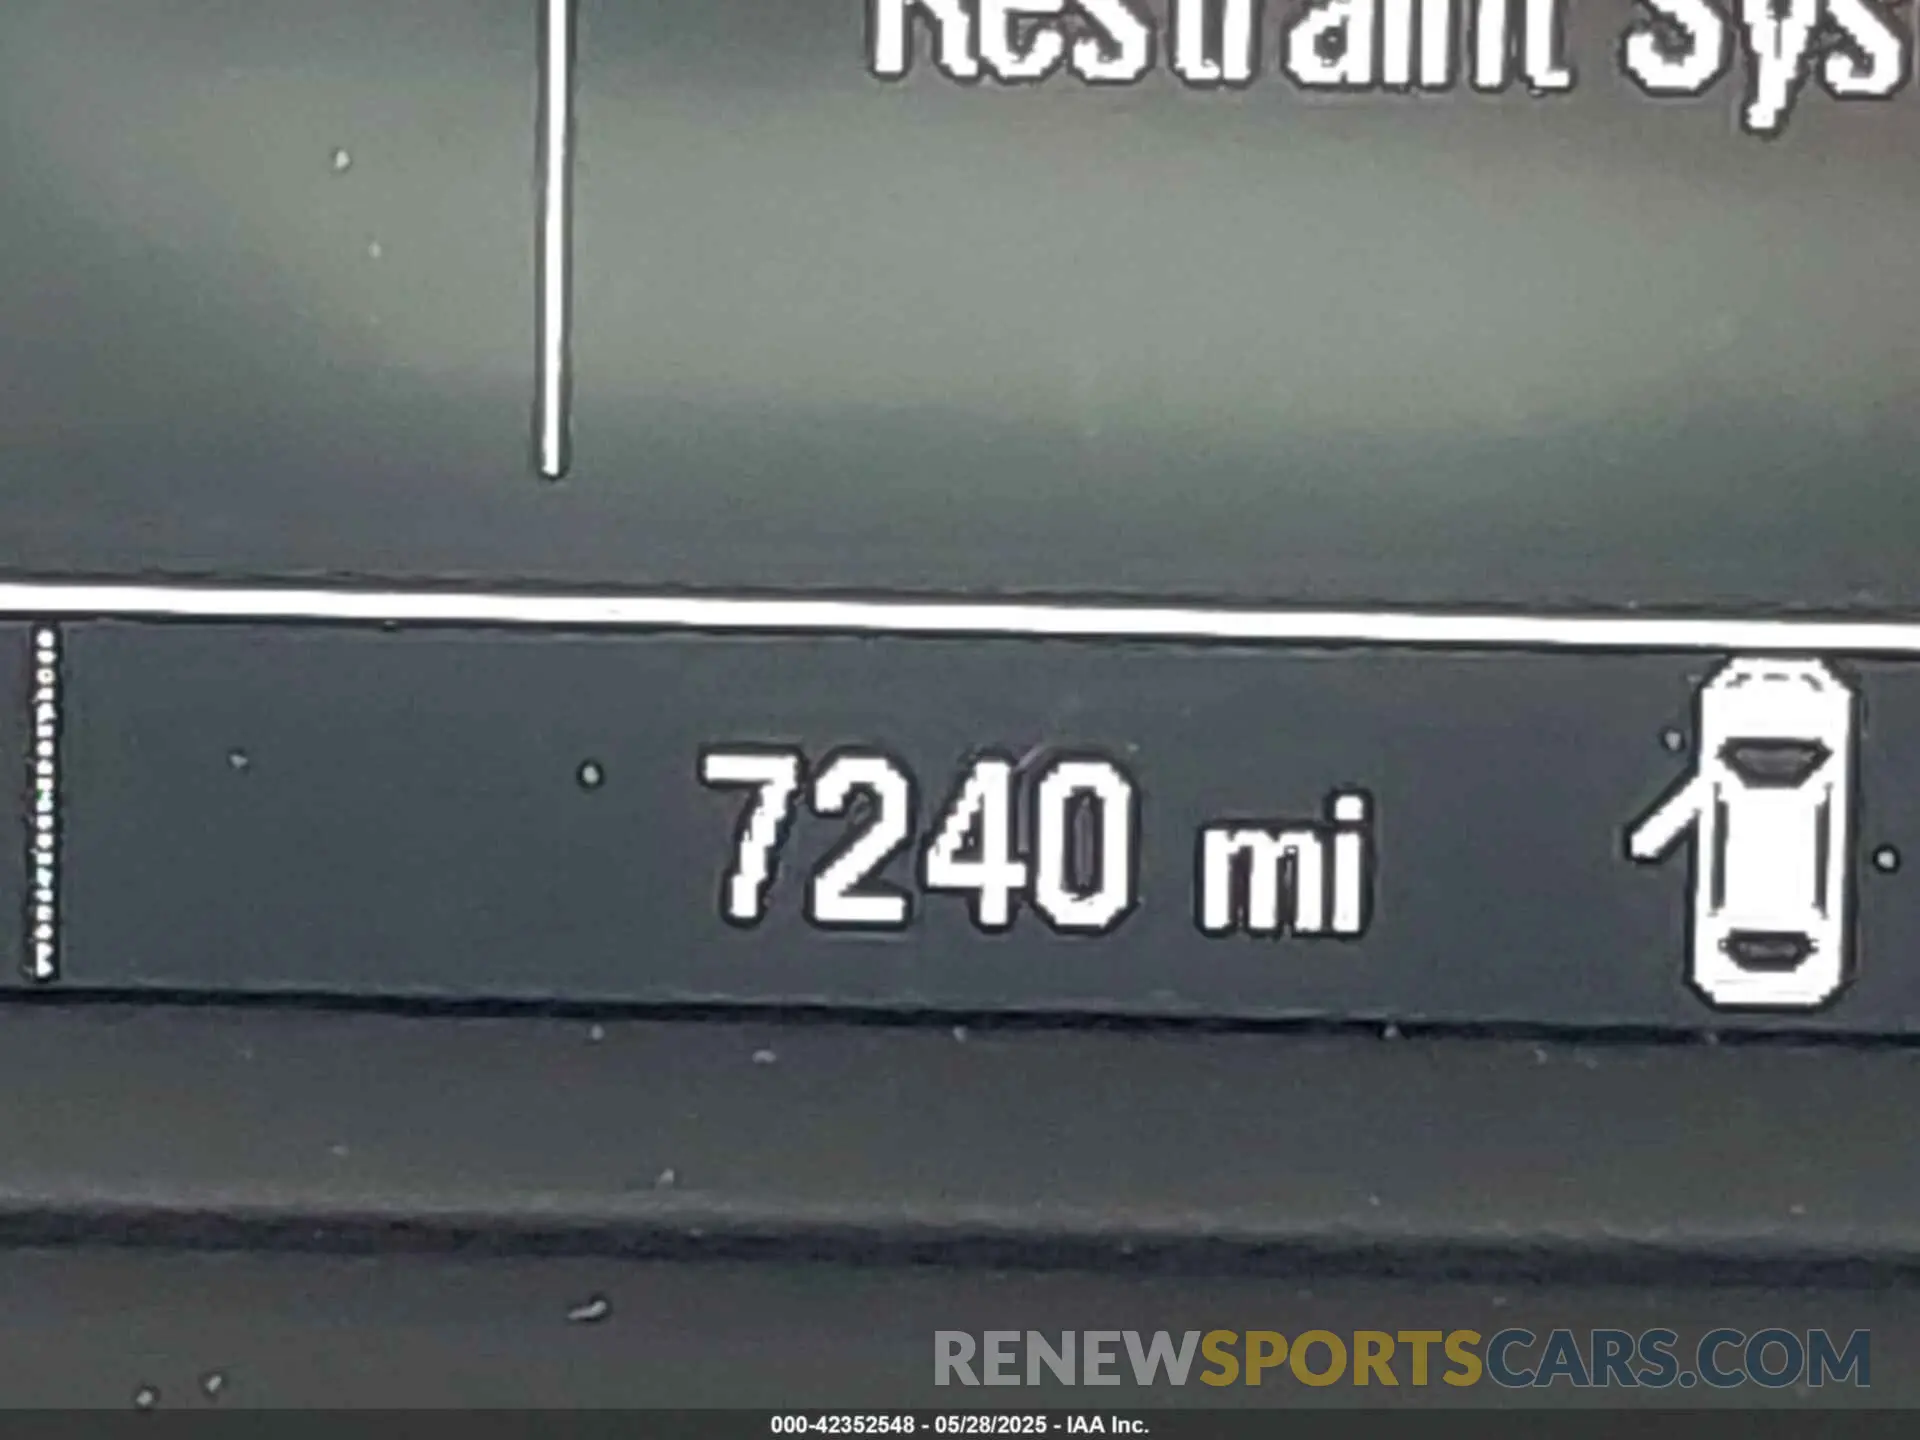 Restraint Sys
7240 mi
RENEWSPORTSCARS.COM
000-42352548 - 05/28/2025 - IAA Inc.